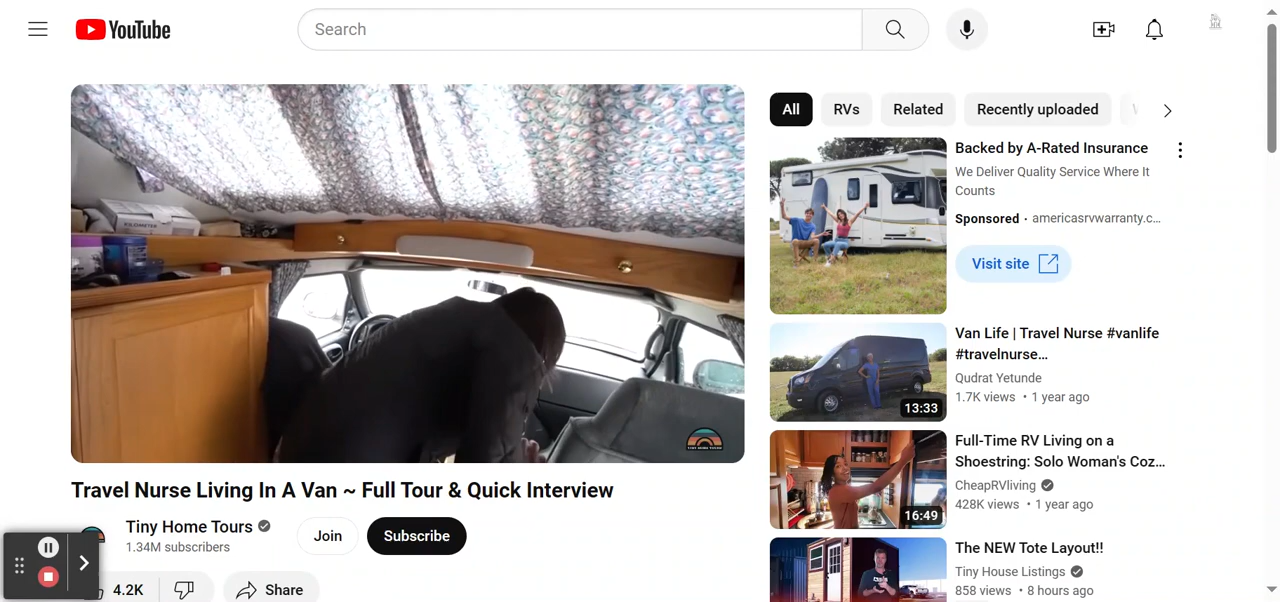 YouTube
Search
KILOMETER
TINY HOME TOURS
Travel Nurse Living In A Van ~ Full Tour & Quick Interview
Tiny Home Tours
1.34M subscribers
Join
Subscribe
4.2K
Share
All
RVs
Related
Recently uploaded
Backed by A-Rated Insurance
We Deliver Quality Service Where It
Counts
Sponsored · americasrvwarranty.c...
Visit site
13:33
Van Life | Travel Nurse #vanlife
#travelnurse...
Qudrat Yetunde
1.7K views • 1 year ago
16:49
Full-Time RV Living on a
Shoestring: Solo Woman's Coz...
CheapRVliving
428K views • 1 year ago
The NEW Tote Layout!!
Tiny House Listings
858 views • 8 hours ago